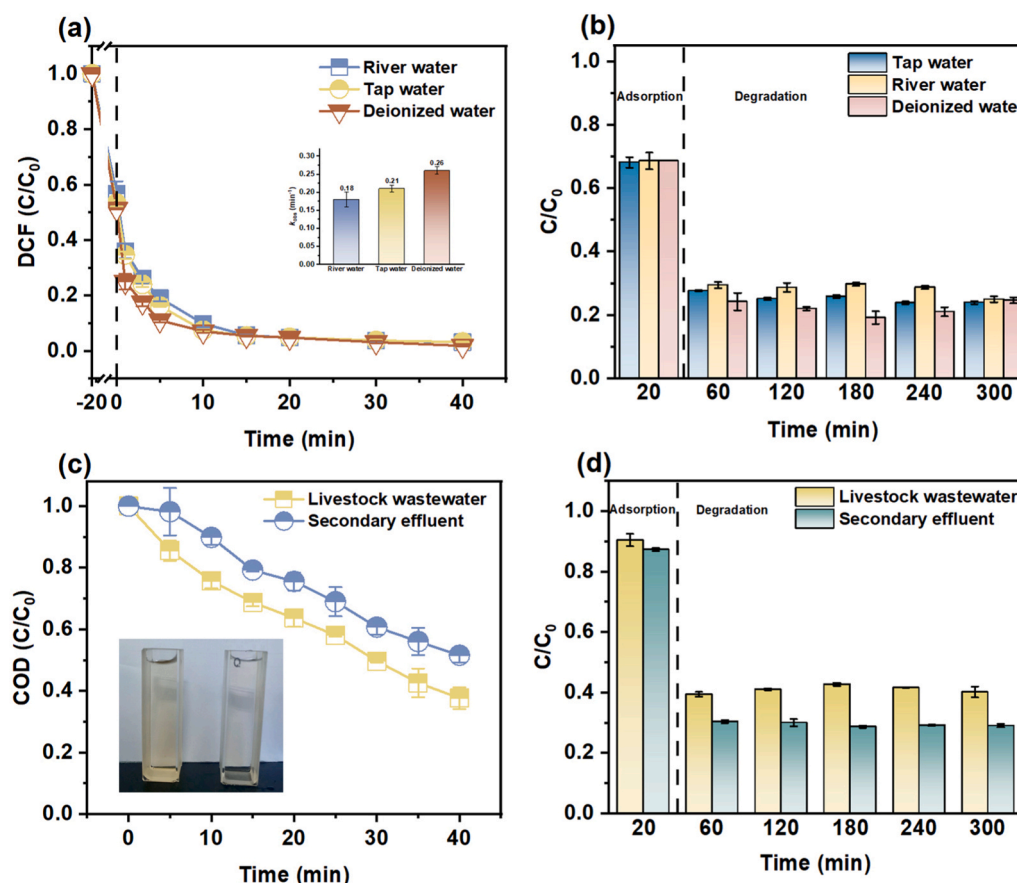 (a)
River water
Tap water
Deionized water
DCF (C/C0)
1.0
0.8
0.6
0.4
0.2
0.0
-20 0 10 20 30 40
Time (min)
kobs (min-1)
0.35
0.30
0.25
0.20
0.15
0.10
0.05
0.00
0.18
0.21
0.26
River water Tap water Deionized water
(b)
Tap water
River water
Deionized water
Adsorption
Degradation
C/C0
1.0
0.8
0.6
0.4
0.2
0.0
20 60 120 180 240 300
Time (min)
(c)
Livestock wastewater
Secondary effluent
COD (C/C0)
1.0
0.8
0.6
0.4
0.2
0.0
0 10 20 30 40
Time (min)
(d)
Livestock wastewater
Secondary effluent
Adsorption
Degradation
C/C0
1.0
0.8
0.6
0.4
0.2
0.0
20 60 120 180 240 300
Time (min)